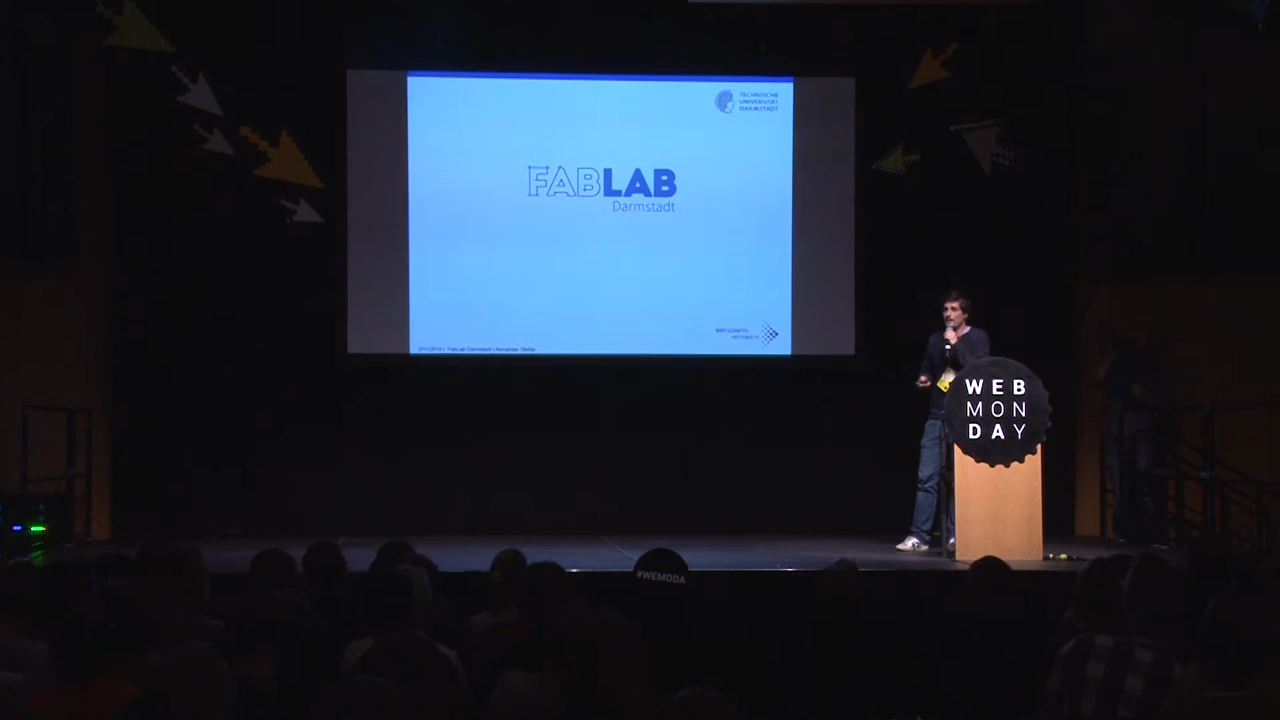 TECHNISCHE
UNIVERSITÄT
DARMSTADT
FABLAB
Darmstadt
WEB
MON
DAY
#WEMODA